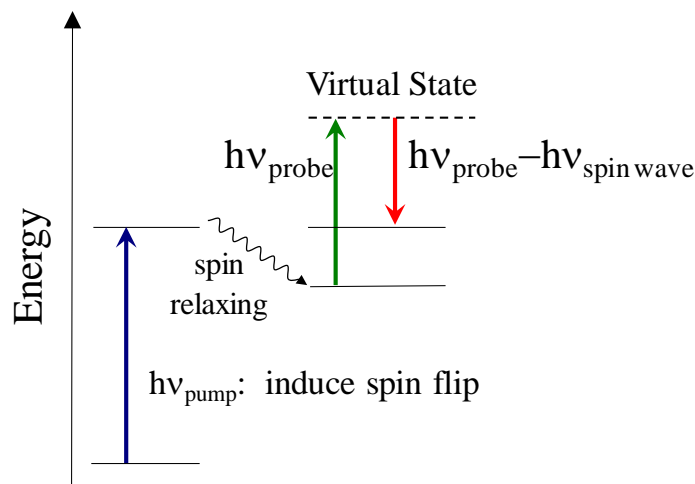 Virtual State
hνprobe
hνprobe–hνspin wave
Energy
spin
relaxing
hνpump: induce spin flip